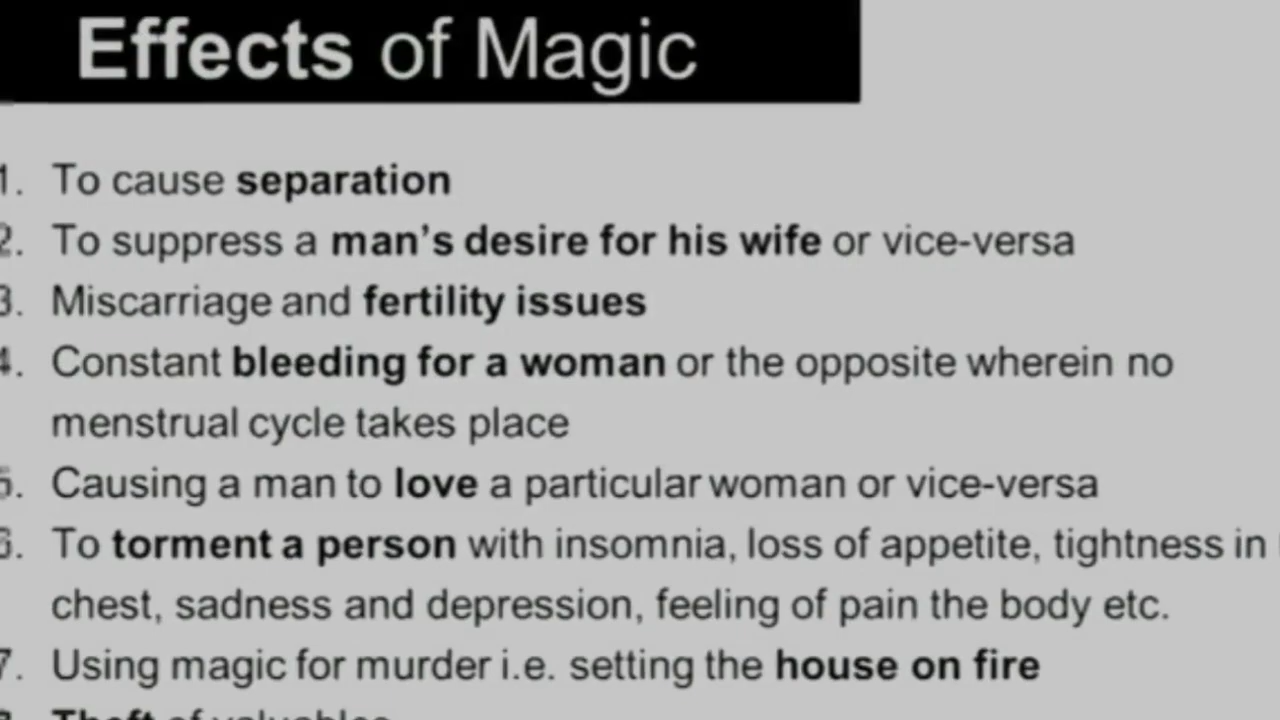 Effects of Magic
1. To cause separation
2. To suppress a man's desire for his wife or vice-versa
3. Miscarriage and fertility issues
4. Constant bleeding for a woman or the opposite wherein no
menstrual cycle takes place
5. Causing a man to love a particular woman or vice-versa
6. To torment a person with insomnia, loss of appetite, tightness in
chest, sadness and depression, feeling of pain the body etc.
7. Using magic for murder i.e. setting the house on fire
8. Theft of valuables